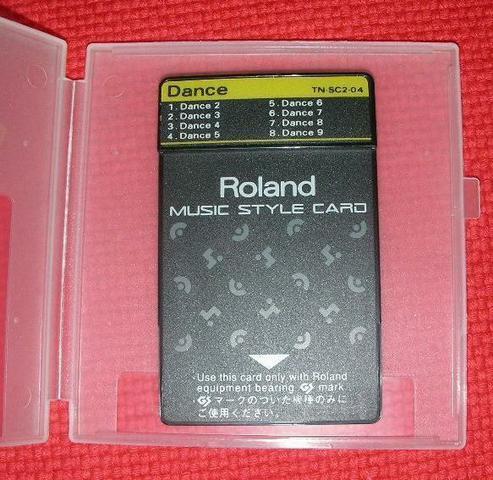 Dance TN-SC2-04
1. Dance 2 5. Dance 6
2. Dance 3 6. Dance 7
3. Dance 4 7. Dance 8
4. Dance 5 8. Dance 9
Roland
MUSIC STYLE CARD
·Use this card only with Roland
equipment bearing GS mark.
·GSマークのついた機種のみに
ご使用ください。